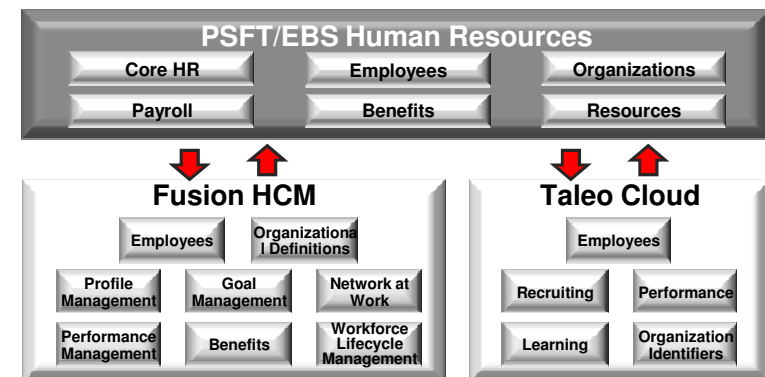 PSFT/EBS Human Resources
Core HR
Employees
Organizations
Payroll
Benefits
Resources
Fusion HCM
Employees
Organizationa
l Definitions
Profile
Management
Goal
Management
Network at
Work
Performance
Management
Benefits
Workforce
Lifecycle
Management
Taleo Cloud
Employees
Recruiting
Performance
Learning
Organization
Identifiers